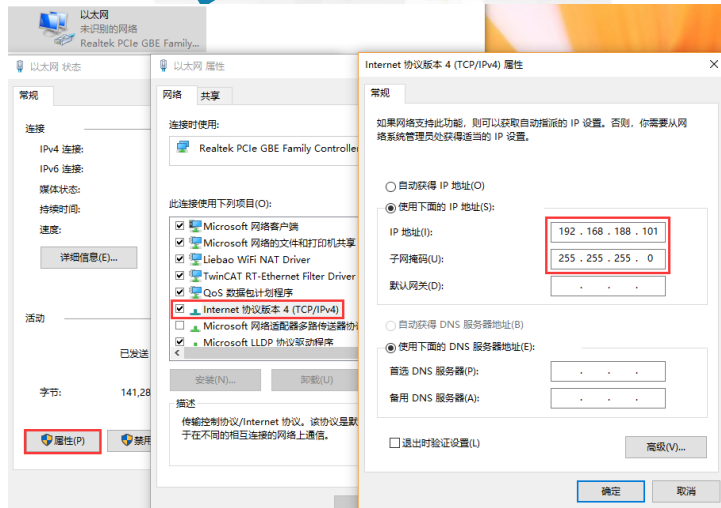 以太网
未识别的网络
Realtek PCIe GBE Family...
以太网 状态
常规
连接
IPv4 连接:
IPv6 连接:
媒体状态:
持续时间:
速度:
详细信息(E)...
活动
已发送
字节:
141,28
属性(P)
禁用
以太网 属性
网络
共享
连接时使用:
Realtek PCIe GBE Family Controller
此连接使用下列项目(O):
Microsoft 网络客户端
Microsoft 网络的文件和打印机共享
Liebao WiFi NAT Driver
TwinCAT RT-Ethernet Filter Driver
QoS 数据包计划程序
Internet 协议版本 4 (TCP/IPv4)
Microsoft 网络适配器多路传送器协
Microsoft LLDP 协议驱动程序
安装(N)...
卸载(U)
描述
传输控制协议/Internet 协议。该协议是默
于在不同的相互连接的网络上通信。
Internet 协议版本 4 (TCP/IPv4) 属性
常规
如果网络支持此功能，则可以获取自动指派的 IP 设置。否则，你需要从网
络系统管理员处获得适当的 IP 设置。
自动获得 IP 地址(O)
使用下面的 IP 地址(S):
IP 地址(I):
192 . 168 . 188 . 101
子网掩码(U):
255 . 255 . 255 . 0
默认网关(D):
. . .
自动获得 DNS 服务器地址(B)
使用下面的 DNS 服务器地址(E):
首选 DNS 服务器(P):
. . .
备用 DNS 服务器(A):
. . .
退出时验证设置(L)
高级(V)...
确定
取消